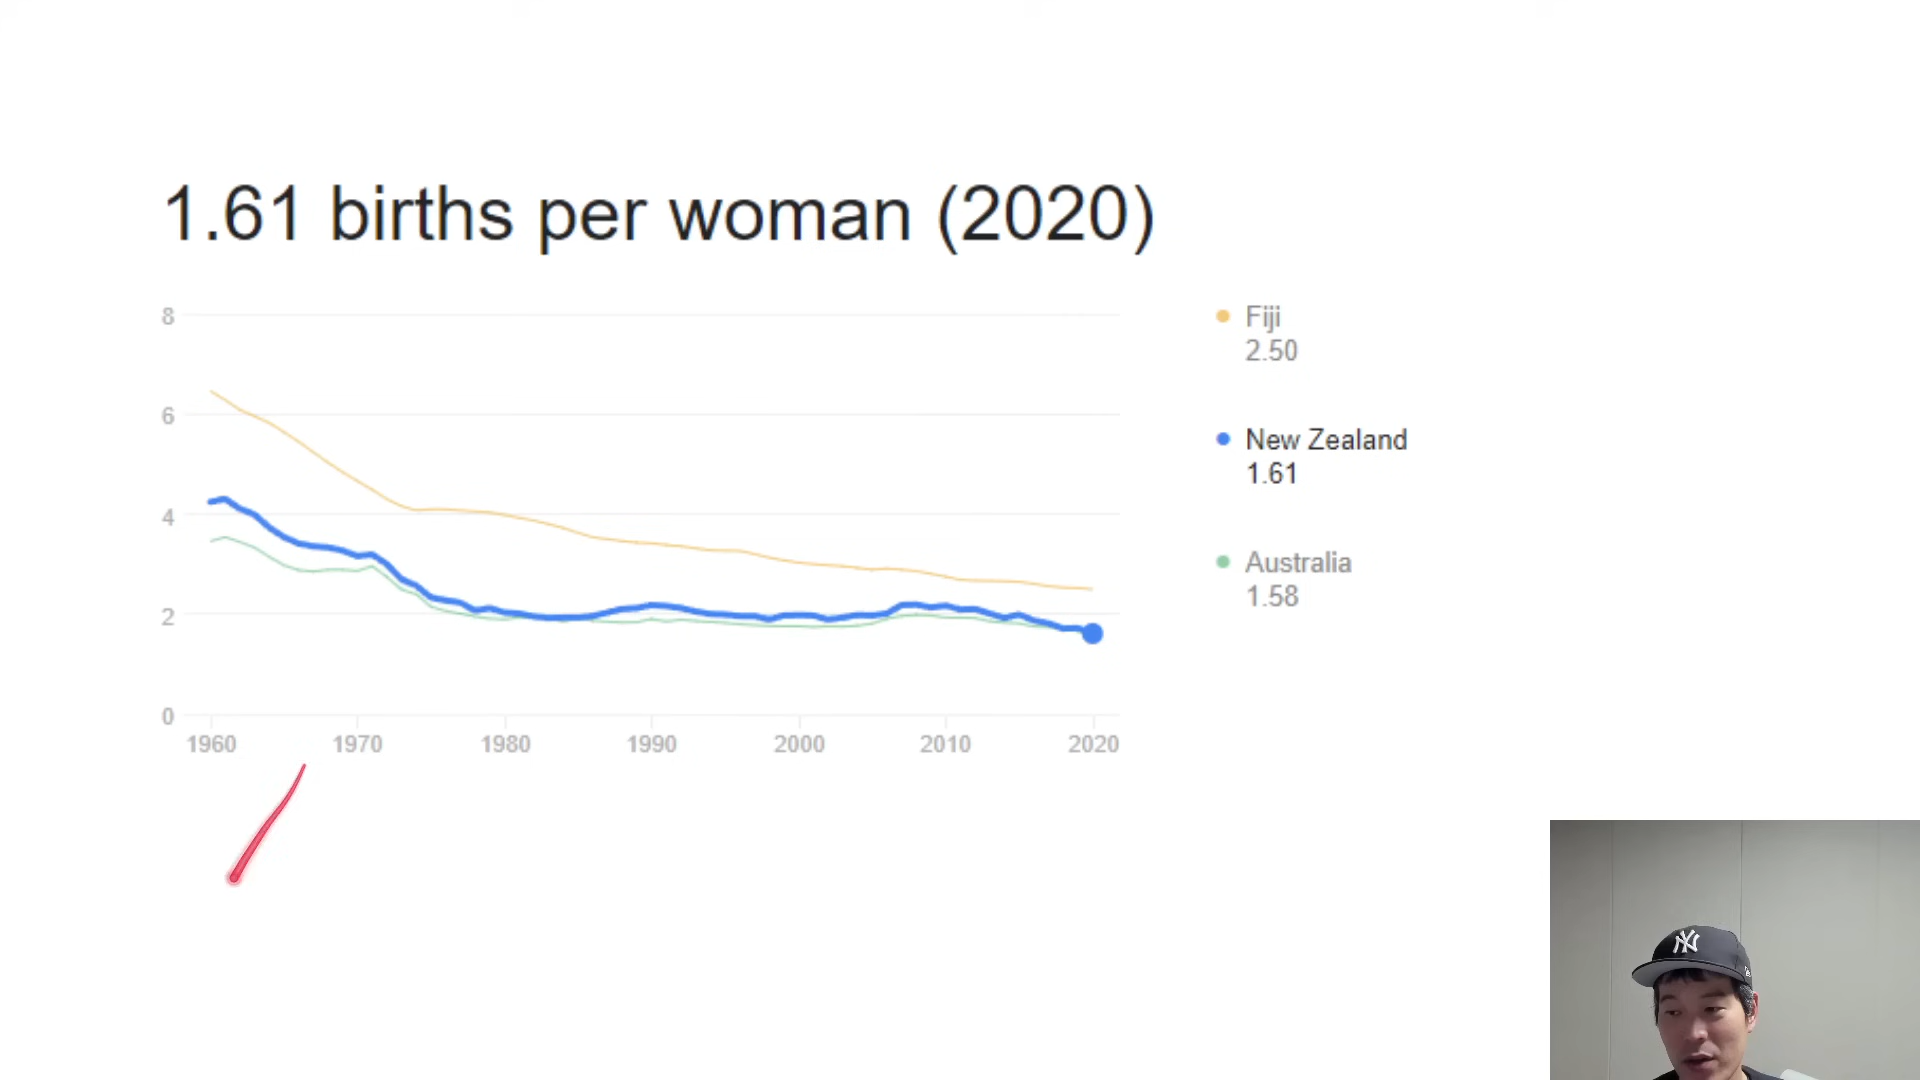 1.61 births per woman (2020)
8
6
4
2
0
1960 1970 1980 1990 2000 2010 2020
Fiji
2.50
New Zealand
1.61
Australia
1.58
NY